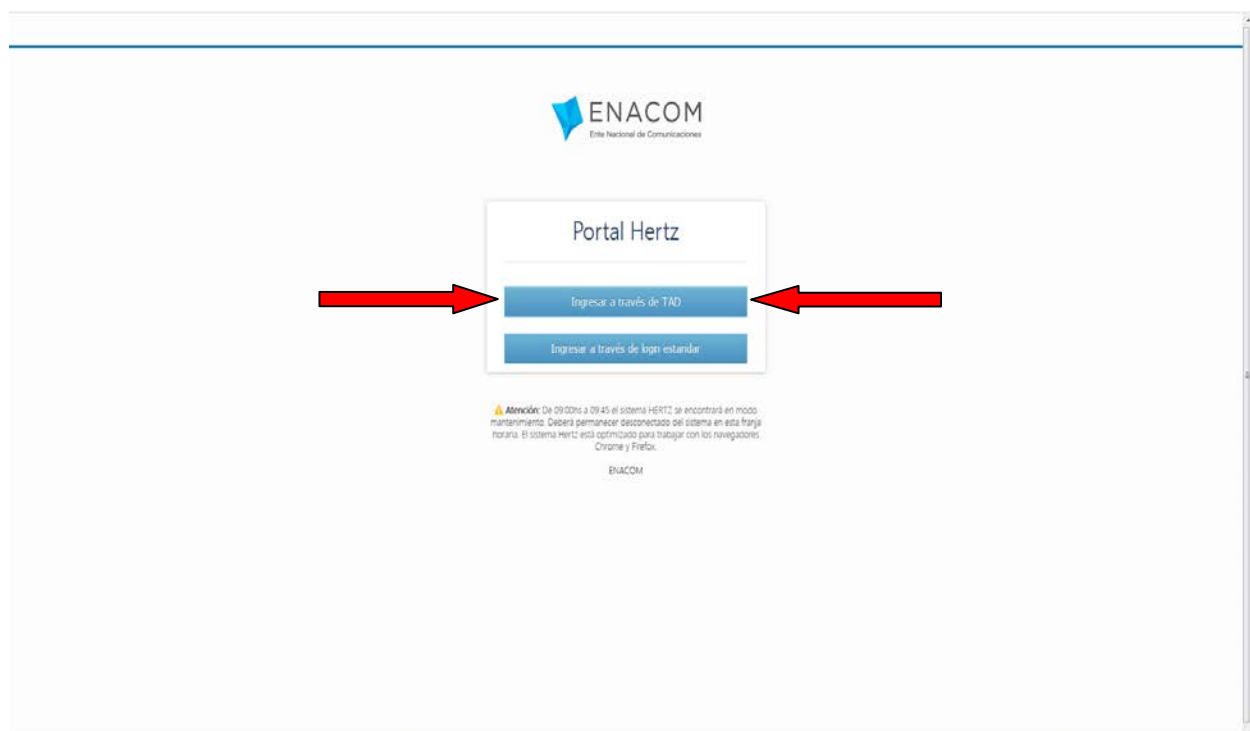 ENACOM
Ente Nacional de Comunicaciones
Portal Hertz
Ingresar a través de TAD
Ingresar a través de login estandar
Atención: De 09:00hs a 09:45 el sistema HERTZ se encontrará en modo
mantenimiento. Deberá permanecer desconectado del sistema en esta franja
horaria. El sistema Hertz está optimizado para trabajar con los navegadores
Chrome y Firefox.
ENACOM